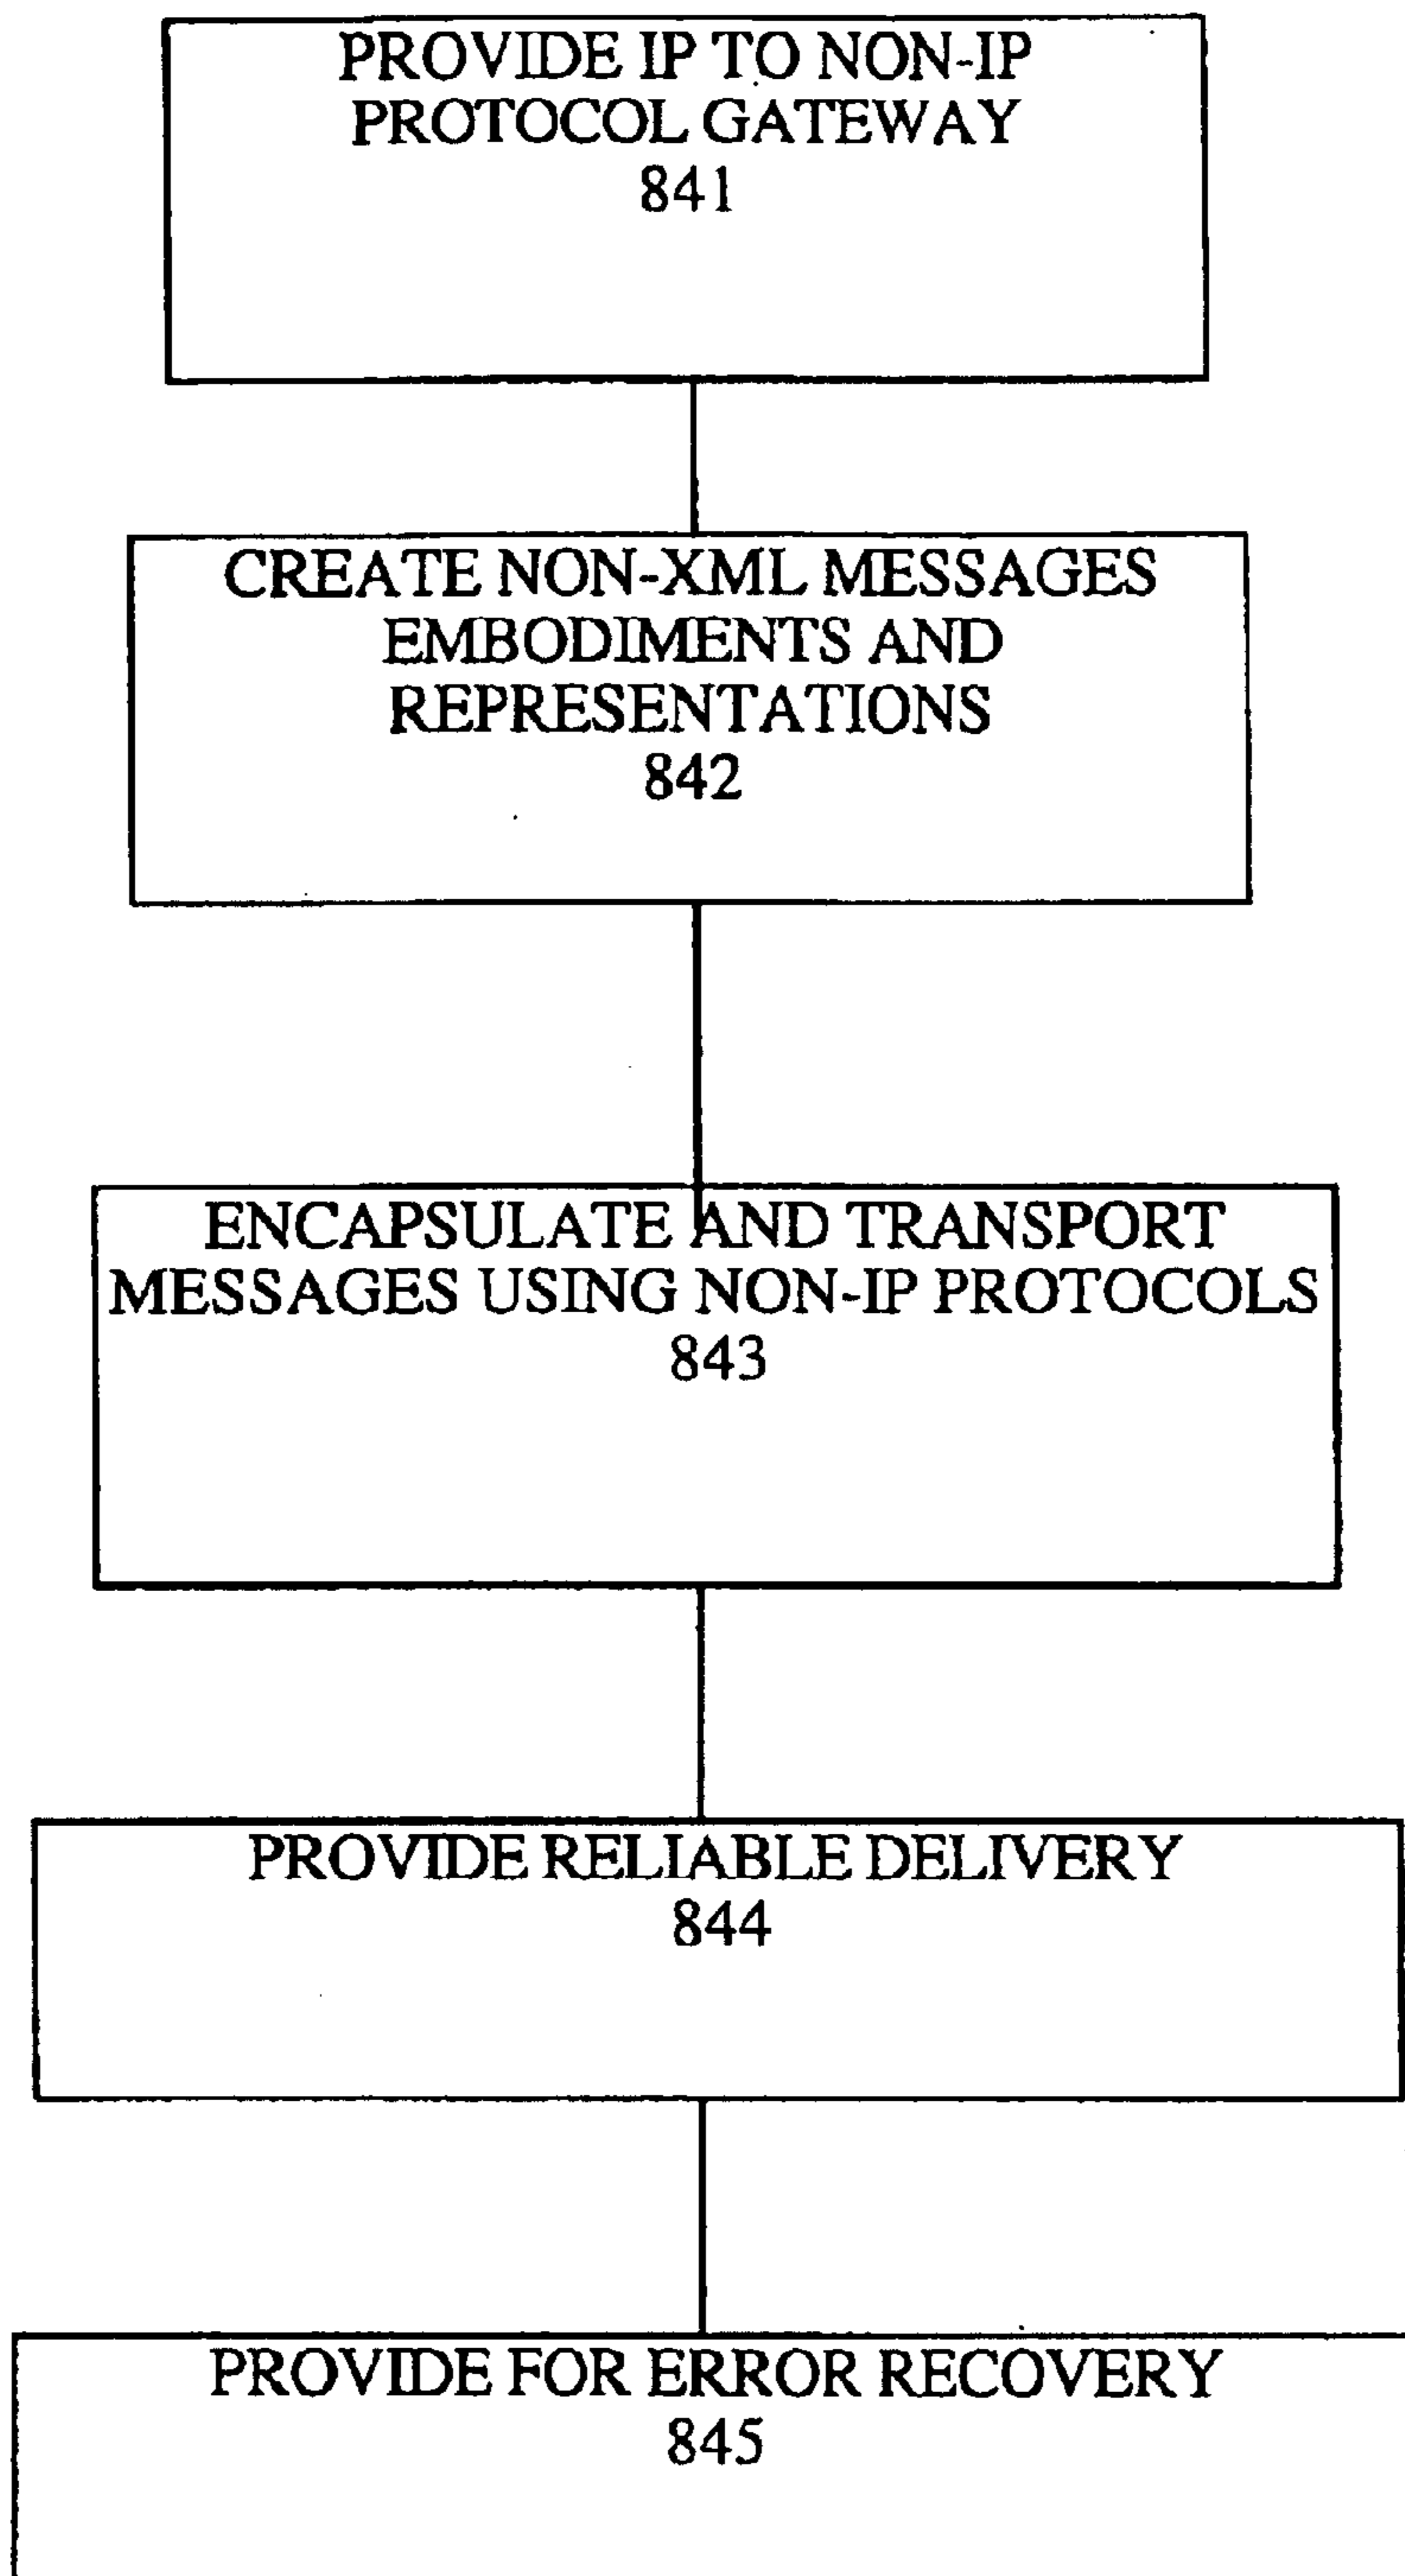 PROVIDE IP TO NON-IP
PROTOCOL GATEWAY
841
CREATE NON-XML MESSAGES
EMBODIMENTS AND
REPRESENTATIONS
842
ENCAPSULATE AND TRANSPORT
MESSAGES USING NON-IP PROTOCOLS
843
PROVIDE RELIABLE DELIVERY
844
PROVIDE FOR ERROR RECOVERY
845